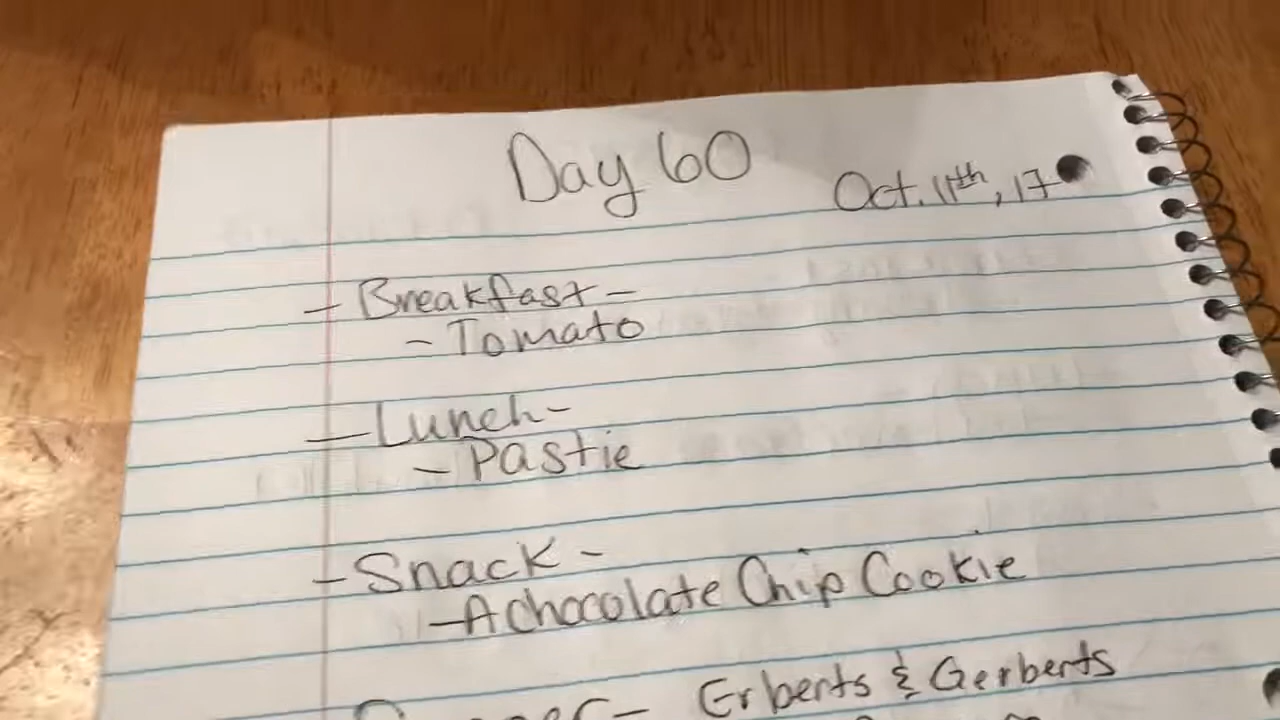 Day 60
Oct. 11th, 17
- Breakfast -
- Tomato
- Lunch -
- Pastie
- Snack -
- A chocolate Chip Cookie
Erberts & Gerberts